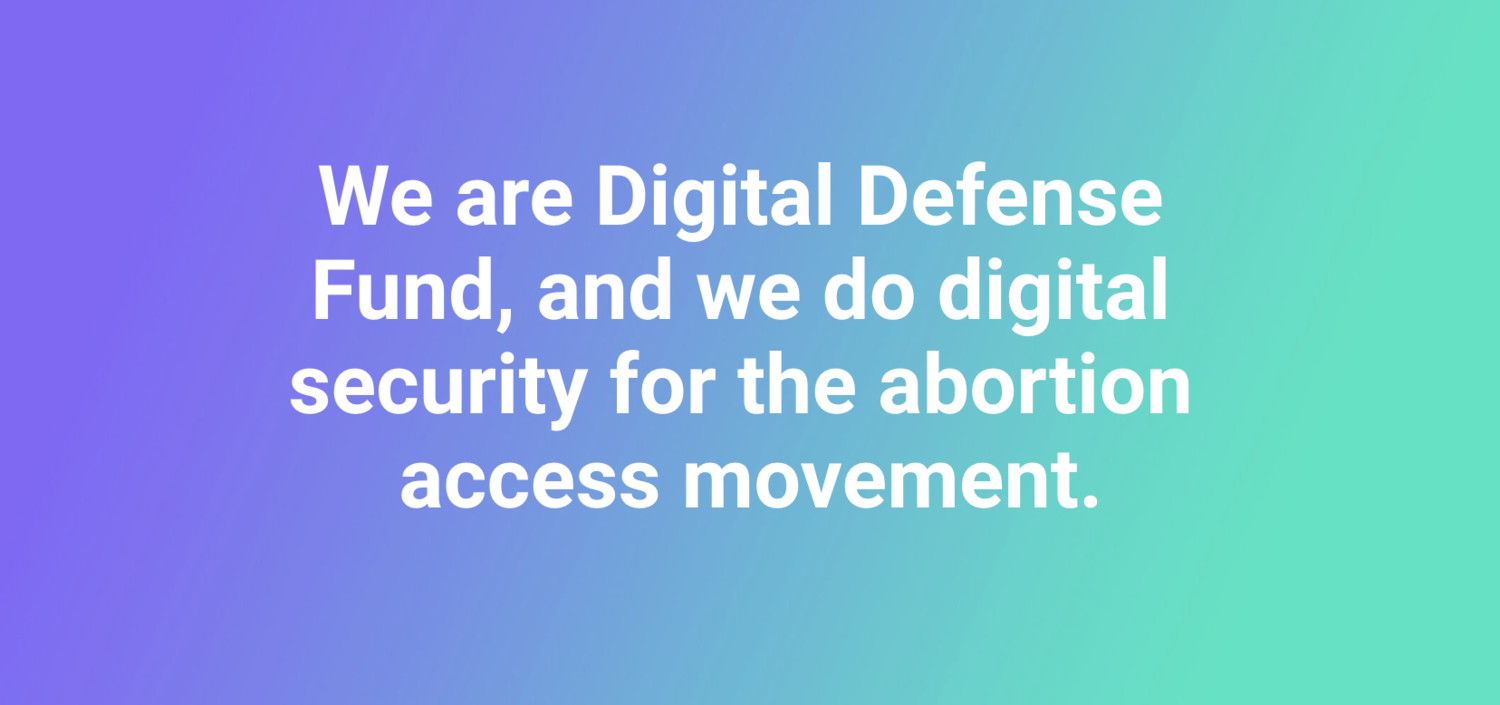 We are Digital Defense
Fund, and we do digital
security for the abortion
access movement.